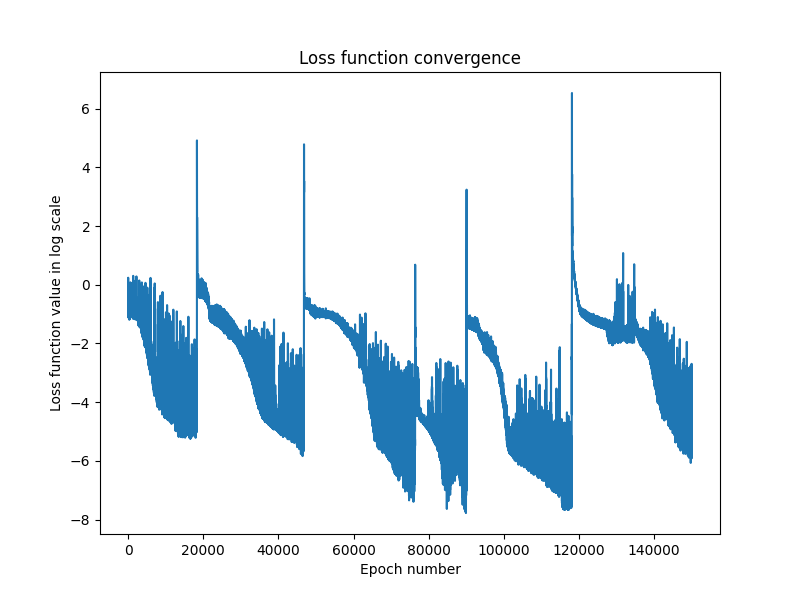 Loss function convergence
6
4
2
0
−2
−4
−6
−8
Loss function value in log scale
0 20000 40000 60000 80000 100000 120000 140000
Epoch number